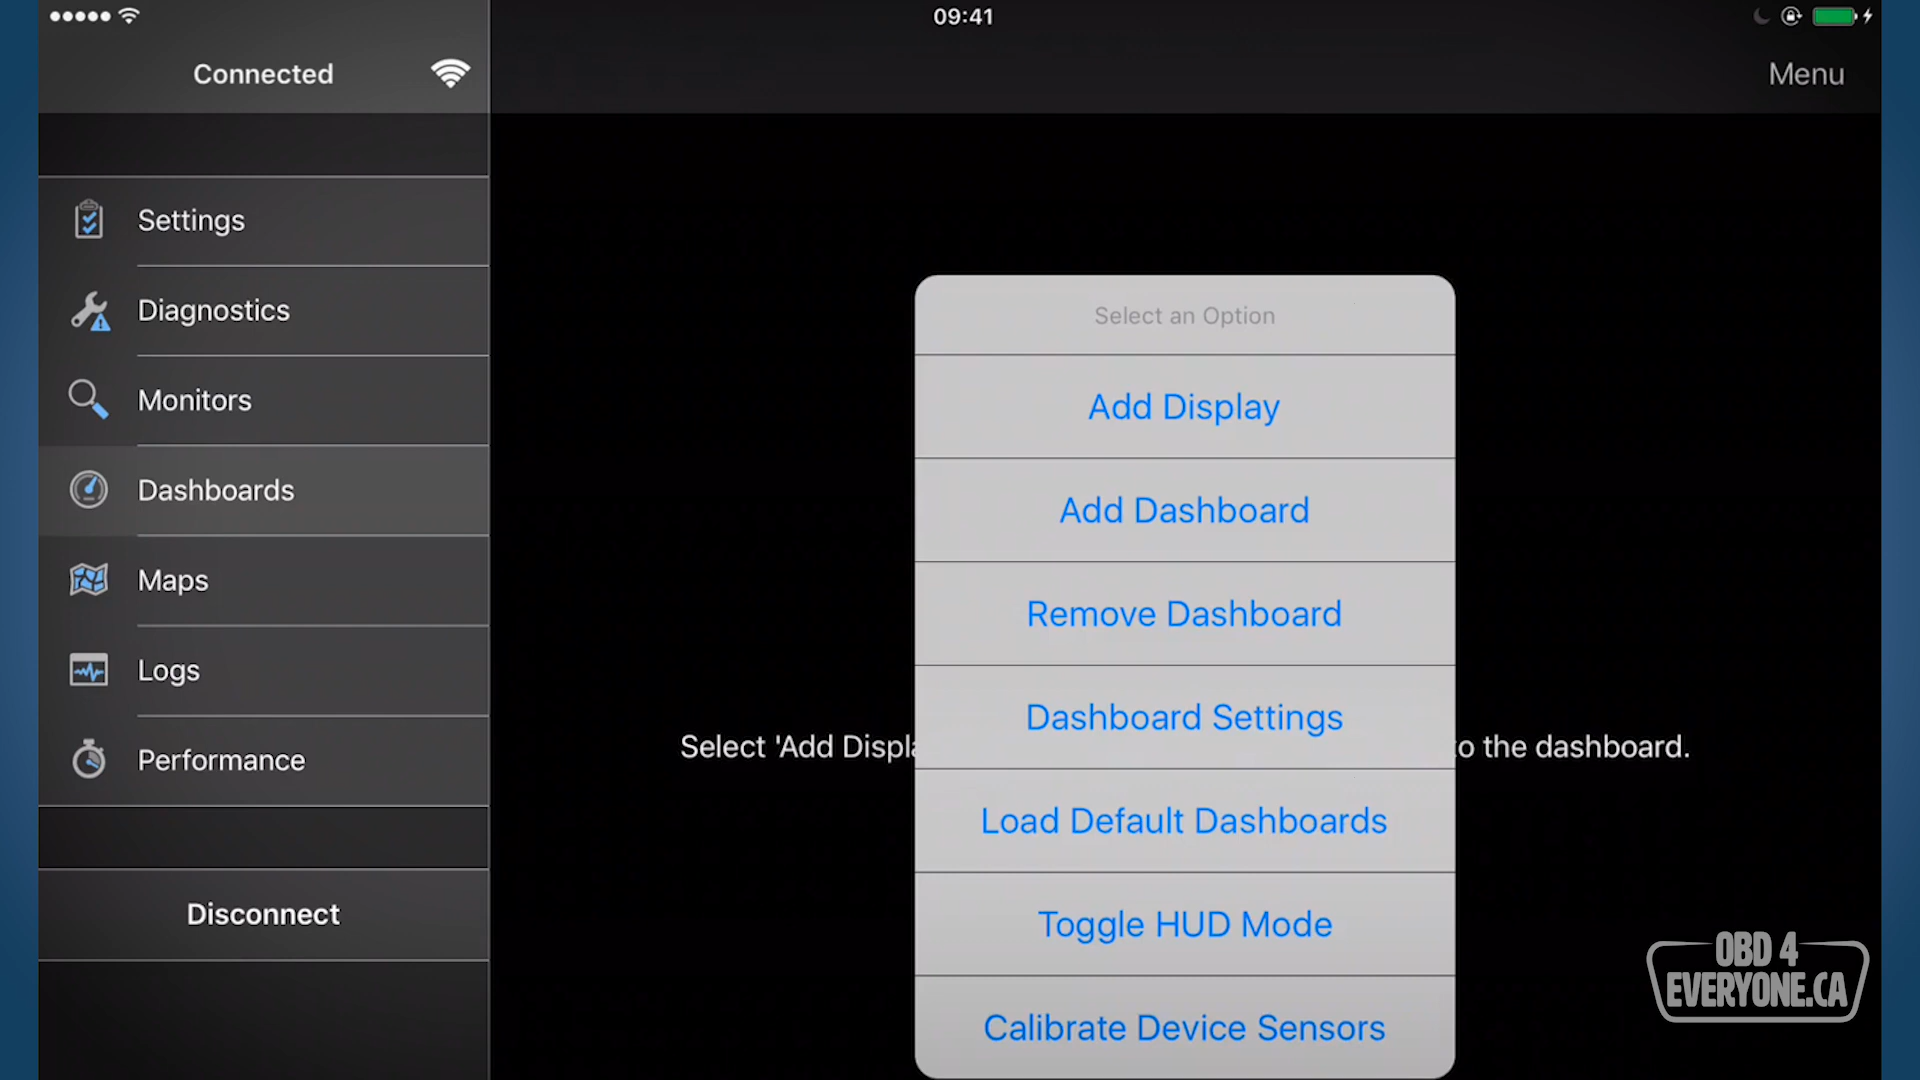 09:41
Connected
Menu
Settings
Diagnostics
Monitors
Dashboards
Maps
Logs
Performance
Disconnect
Select an Option
Add Display
Add Dashboard
Remove Dashboard
Dashboard Settings
Select 'Add Displa to the dashboard.
Load Default Dashboards
Toggle HUD Mode
Calibrate Device Sensors
OBD 4
EVERYONE.CA